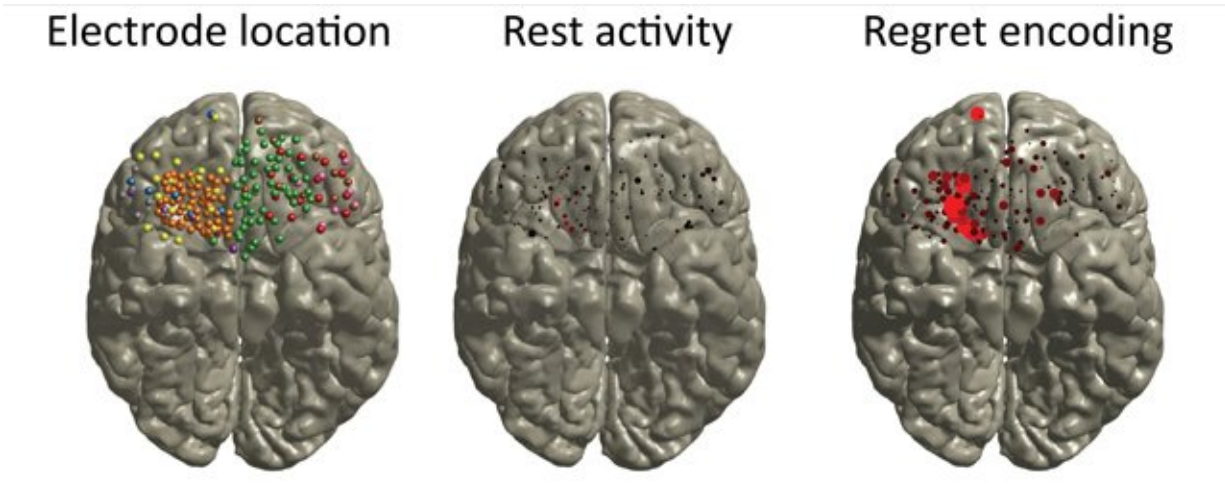 Electrode location
Rest activity
Regret encoding